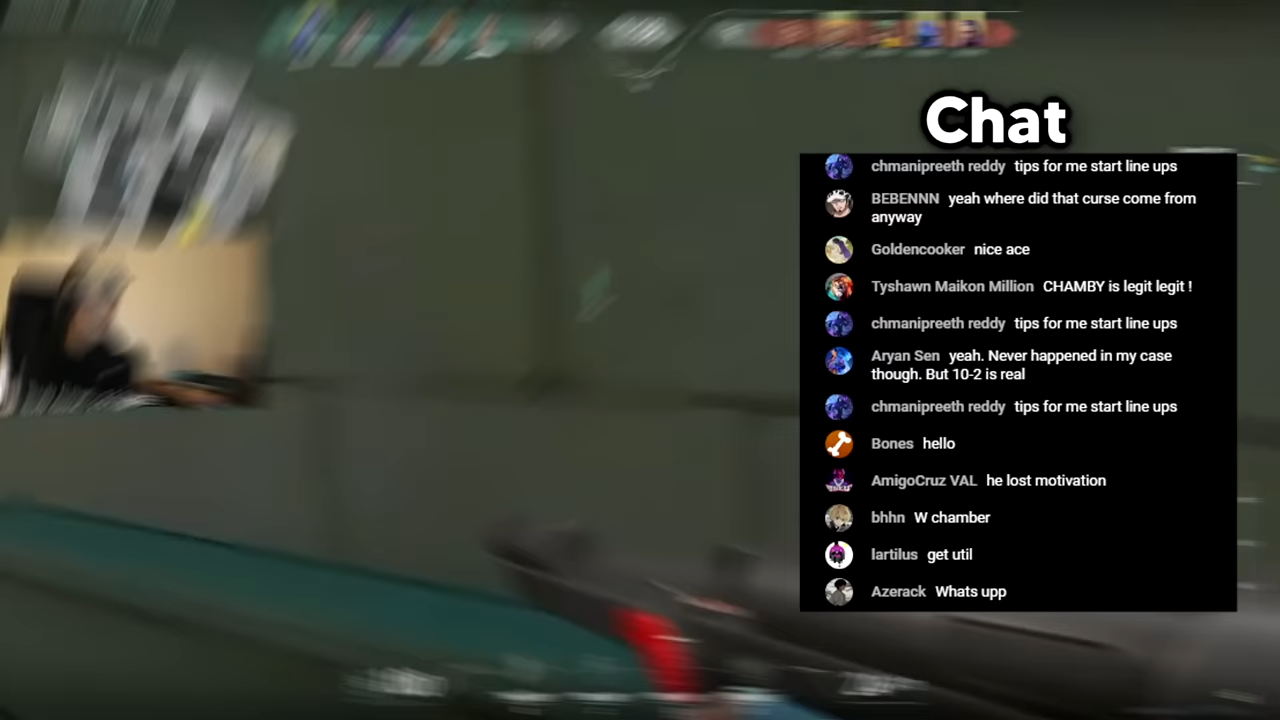 Chat
chmanipreeth reddy tips for me start line ups
BEBENNN yeah where did that curse come from
anyway
Goldencooker nice ace
Tyshawn Maikon Million CHAMBY is legit legit !
chmanipreeth reddy tips for me start line ups
Aryan Sen yeah. Never happened in my case
though. But 10-2 is real
chmanipreeth reddy tips for me start line ups
Bones hello
AmigoCruz VAL he lost motivation
bhhn W chamber
lartilus get util
Azerack Whats upp